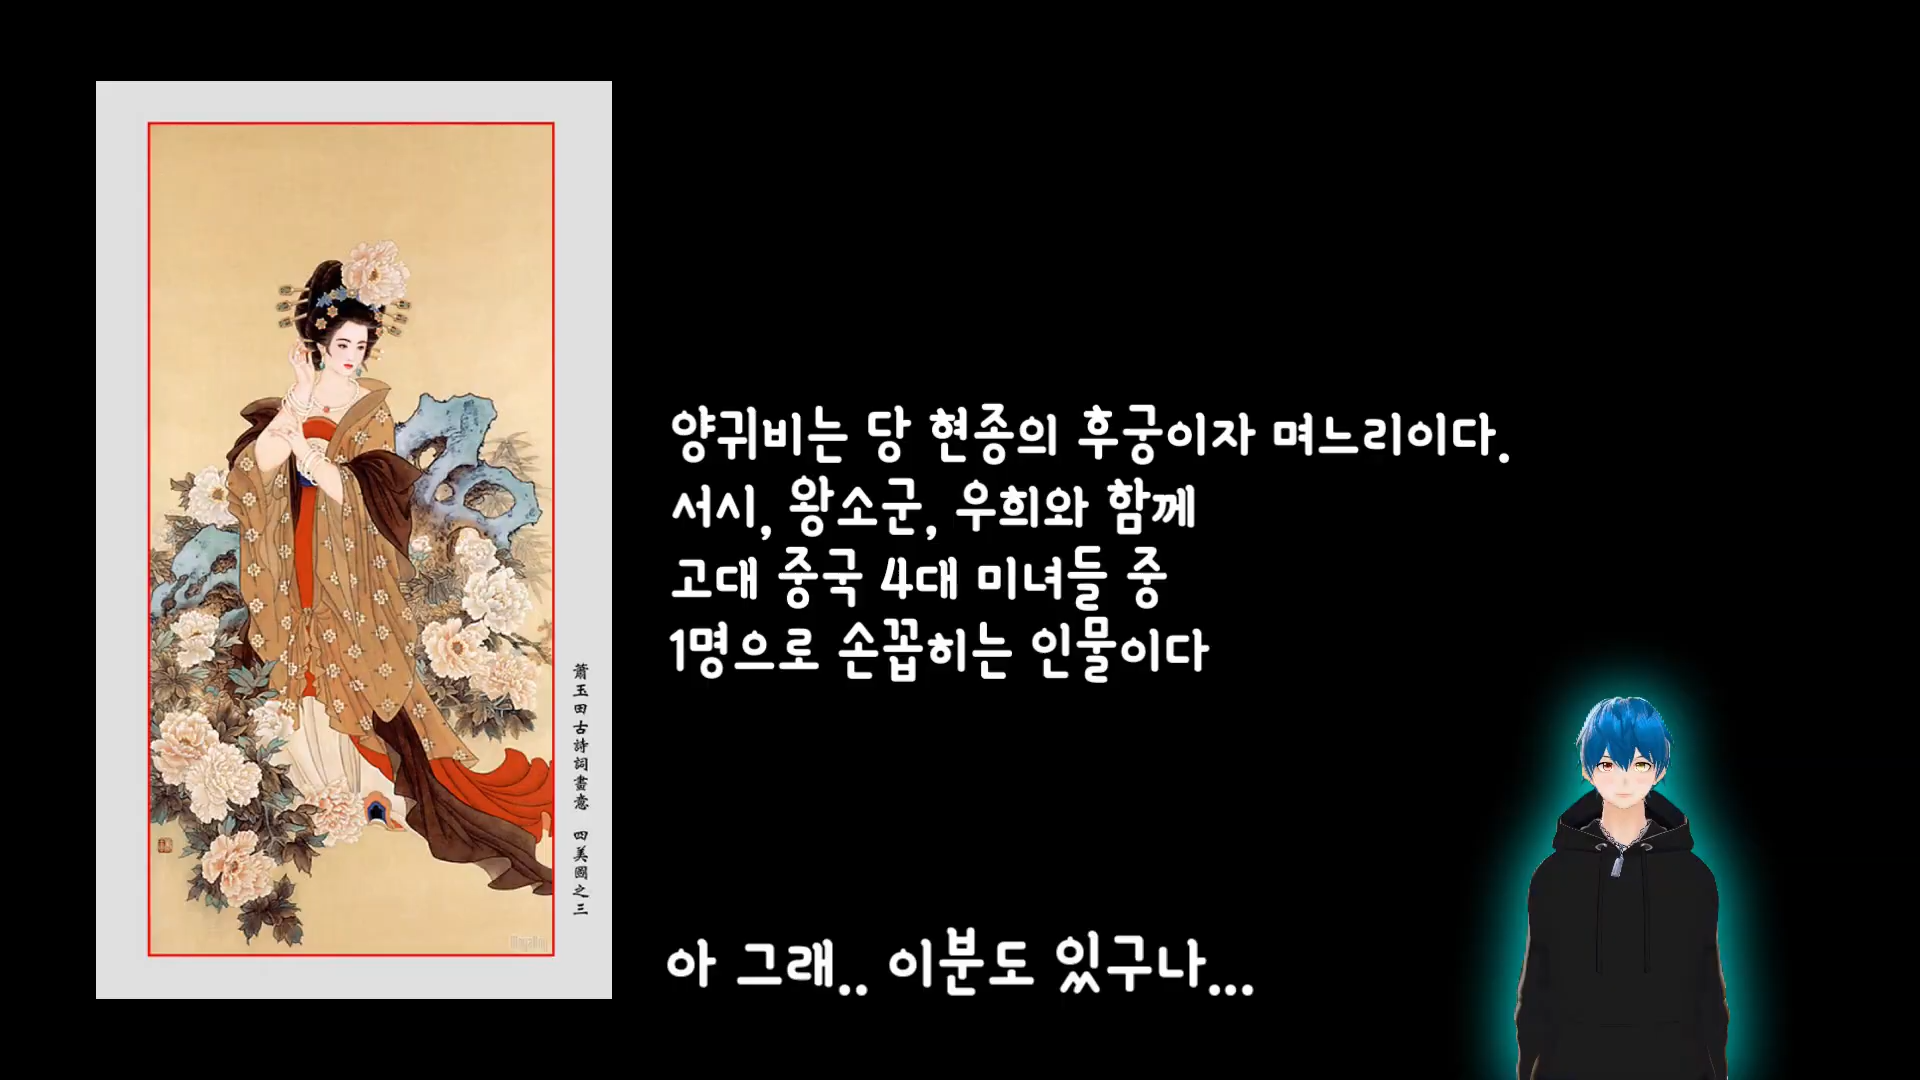 양귀비는 당 현종의 후궁이자 며느리이다.
서시, 왕소군, 우희와 함께
고대 중국 4대 미녀들 중
1명으로 손꼽히는 인물이다
蕭玉田古詩詞畫意 四美圖之三
아 그래.. 이분도 있구나...